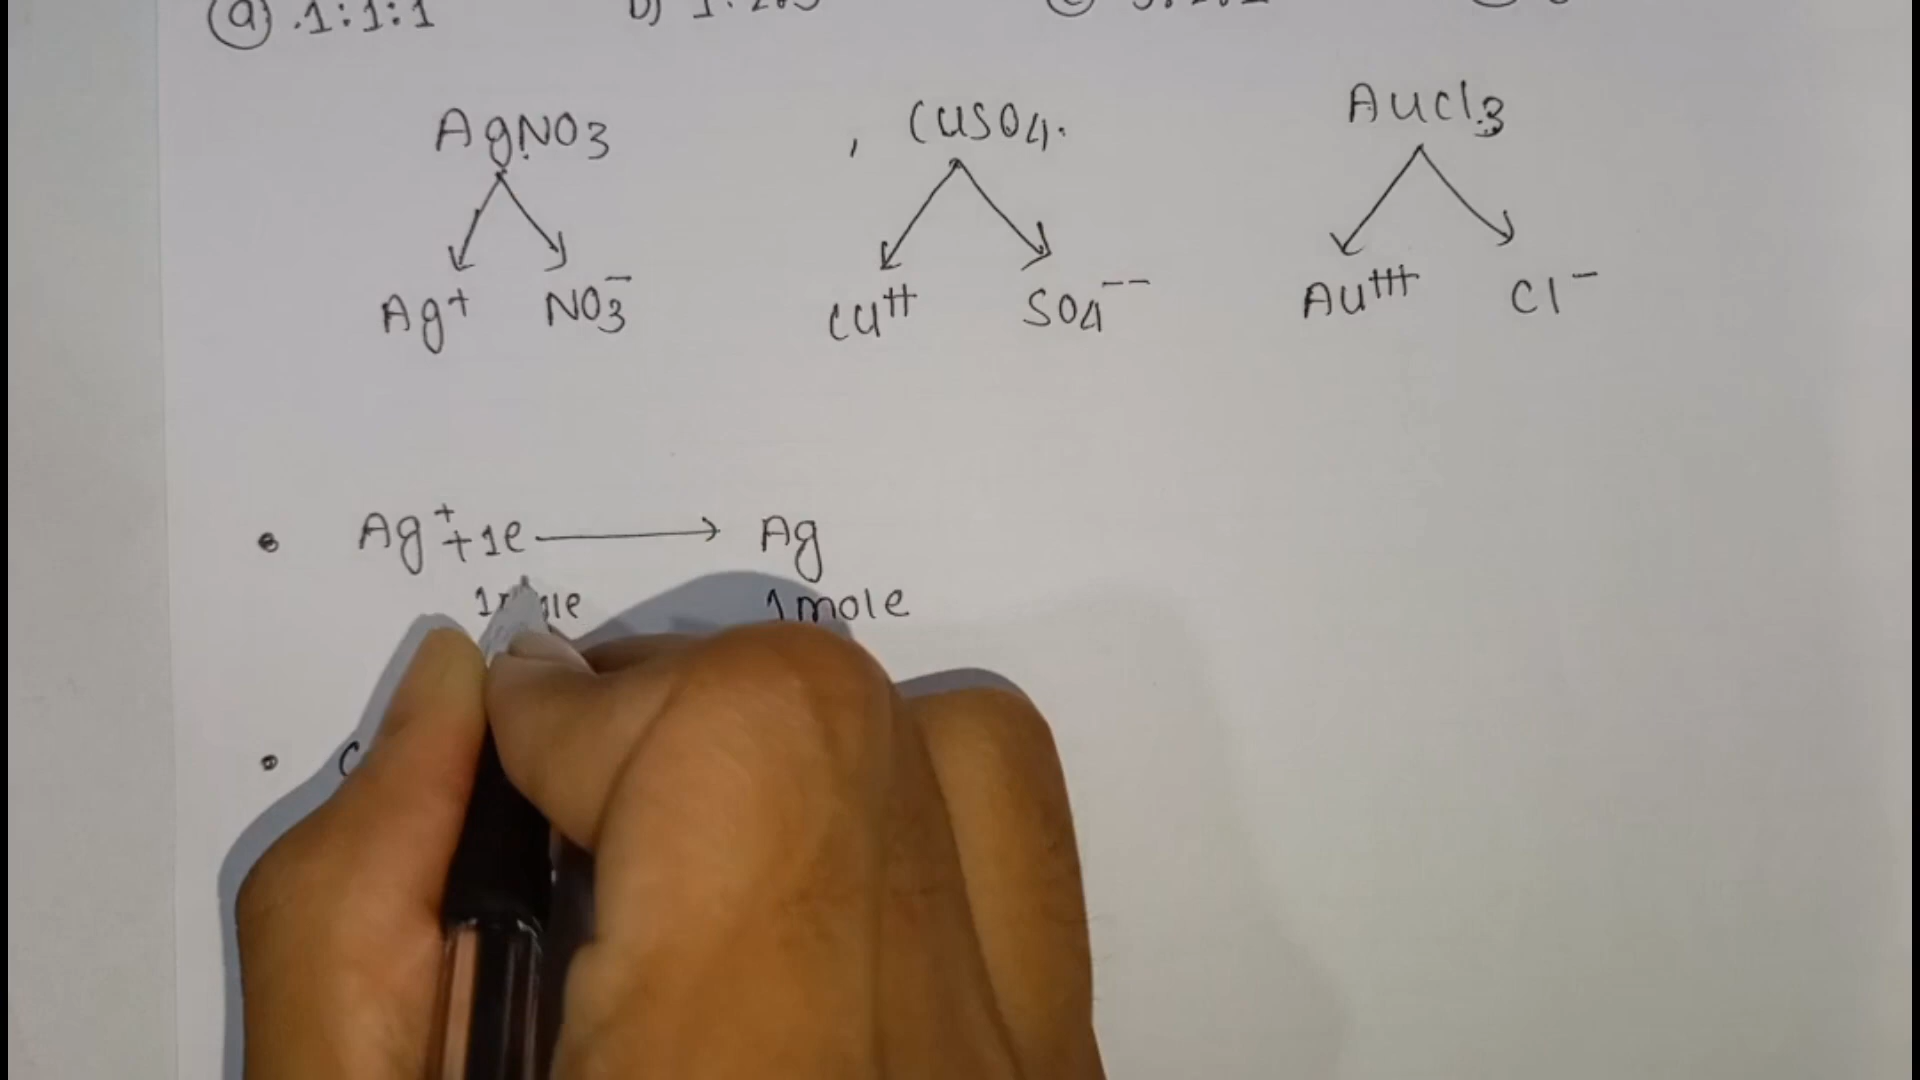 (a) .1:1:1 b)
AgNO3 , CuSO4. AuCl3
Ag+ NO3- Cu++ SO4-- Au+++ Cl-
• Ag+ +1e → Ag
1 mole
• C